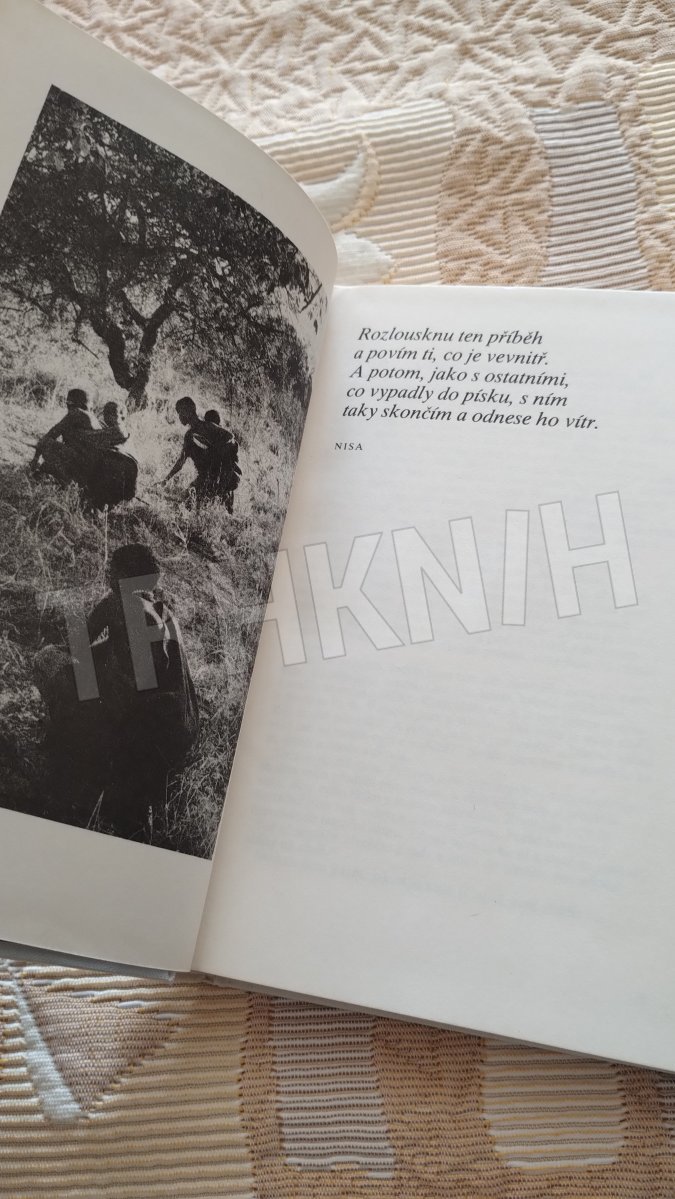 Rozlousknu ten příběh
a povím ti, co je vevnitř.
A potom, jako s ostatními,
co vypadly do písku, s ním
taky skončím a odnese ho vítr.
NISA
TRHKNIH